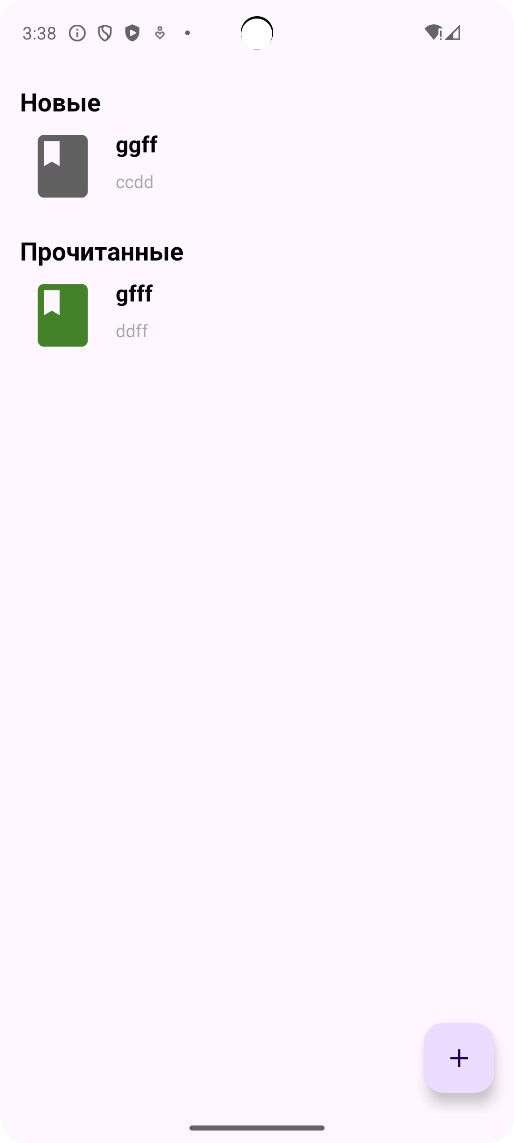 3:38
Новые
ggff
ccdd
Прочитанные
gfff
ddff